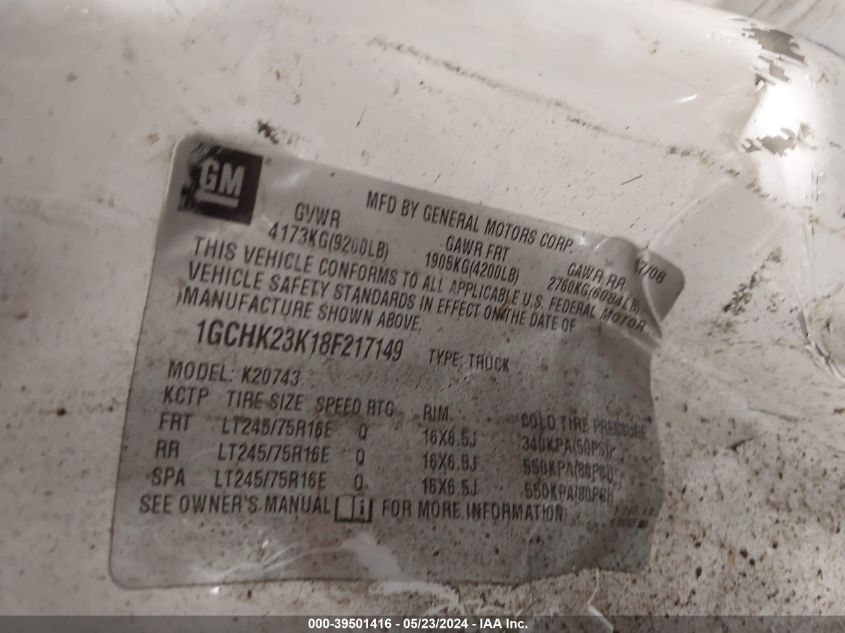 GM
MFD BY GENERAL MOTORS CORP.
GVWR GAWR FRT GAWR RR
4173KG(9200LB) 1905KG(4200LB) 2760KG(6084LB)
THIS VEHICLE CONFORMS TO ALL APPLICABLE U.S. FEDERAL MOTOR
VEHICLE SAFETY STANDARDS IN EFFECT ON THE DATE OF
MANUFACTURE SHOWN ABOVE.
1GCHK23K18F217149 TYPE: TRUCK
MODEL: K20743
KCTP TIRE SIZE SPEED RTG RIM COLD TIRE PRESSURE
FRT LT245/75R16E Q 16X6.5J 340KPA(50PSI)
RR LT245/75R16E Q 16X6.5J 550KPA(80PSI)
SPA LT245/75R16E Q 16X6.5J 550KPA(80PSI)
SEE OWNER'S MANUAL FOR MORE INFORMATION
000-39501416 - 05/23/2024 - IAA Inc.